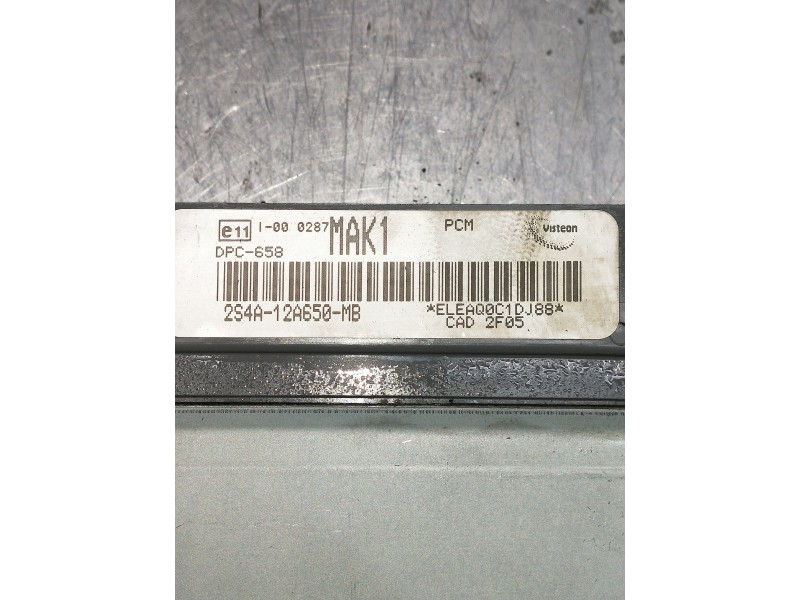 e11 I-00 0287 MAK1 PCM Visteon
DPC-658
2S4A-12A650-MB *ELEAQ0C1DJ88*
CAD 2F05